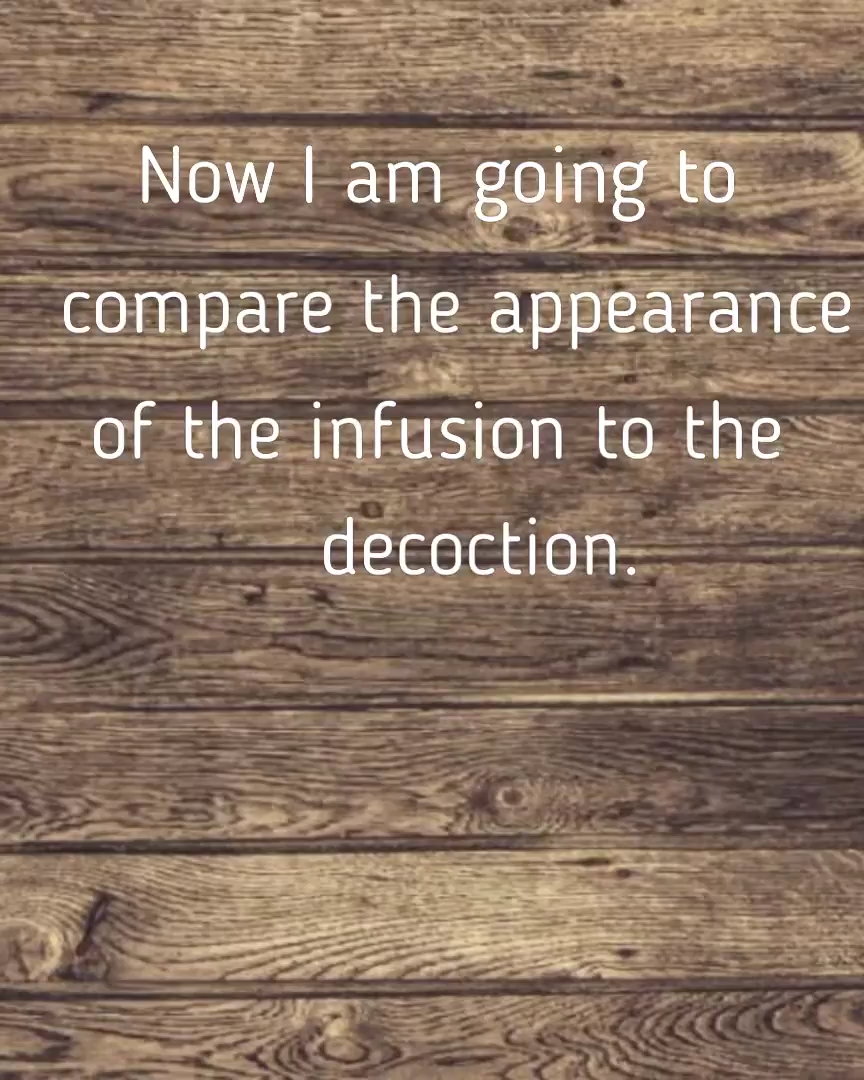 Now I am going to
compare the appearance
of the infusion to the
decoction.